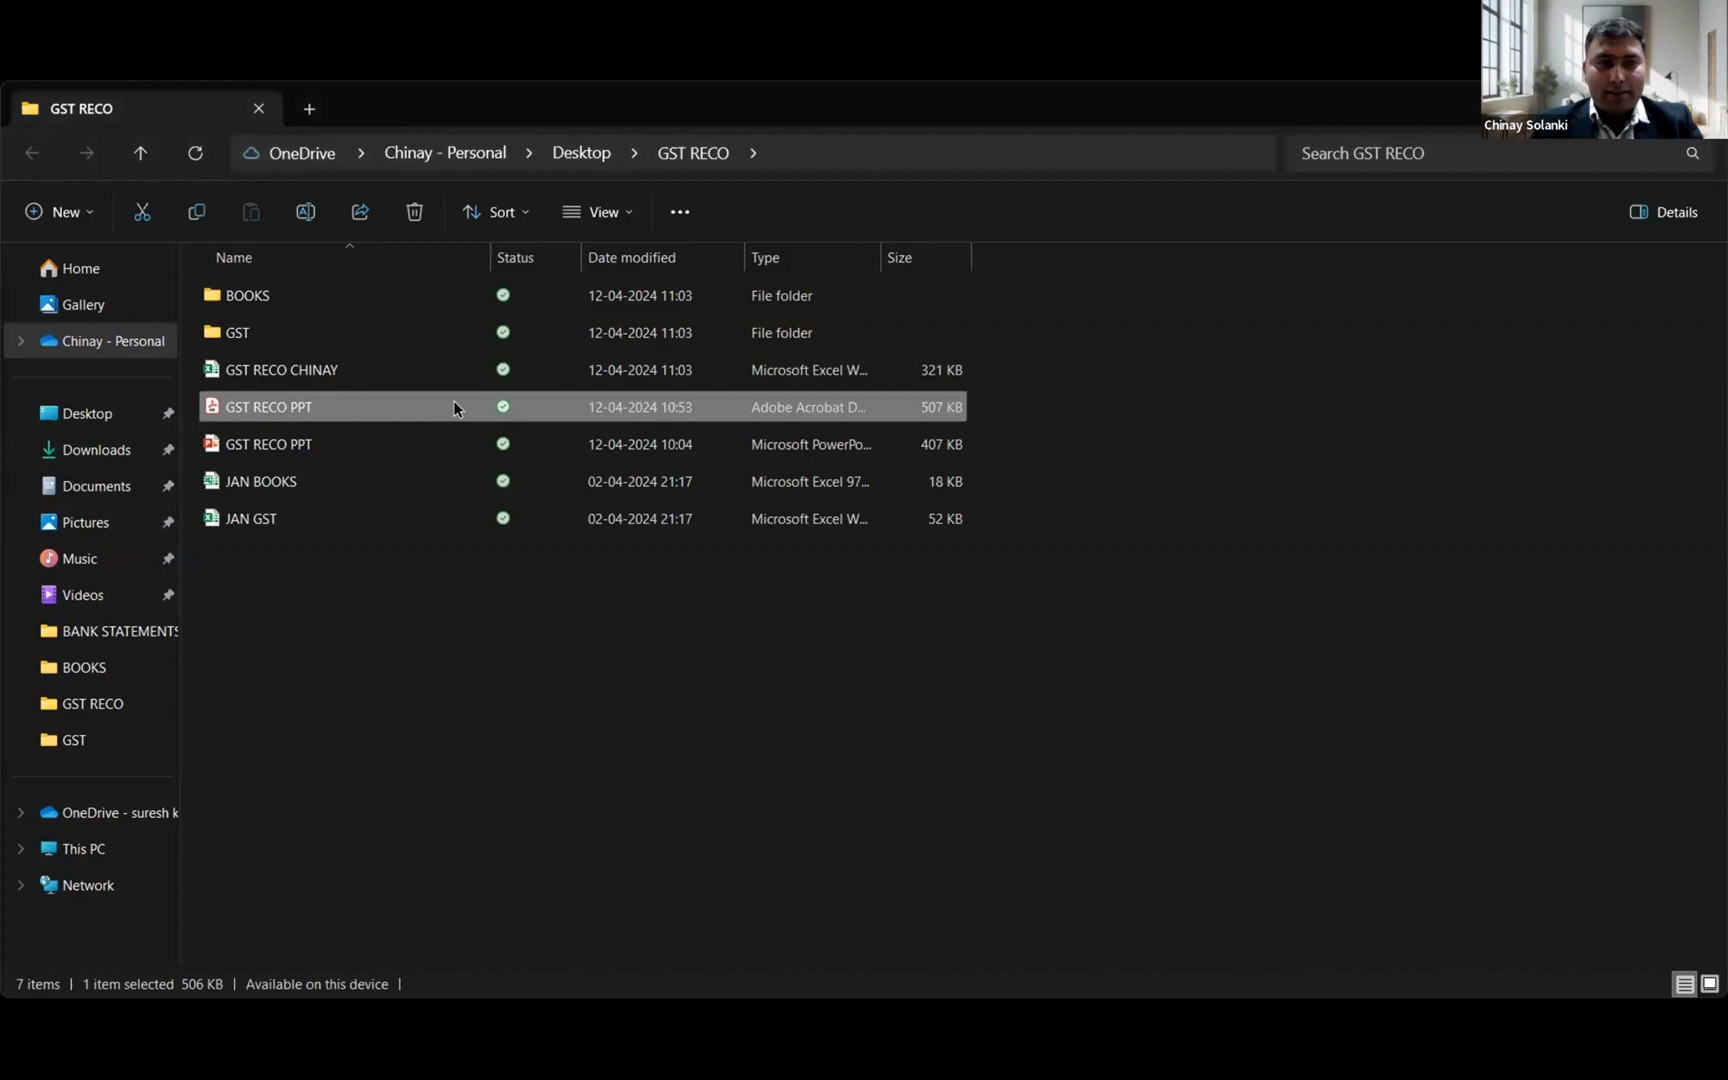 GST RECO
Chinay Solanki
OneDrive > Chinay - Personal > Desktop > GST RECO >
Search GST RECO
New
Sort
View
Details
Name Status Date modified Type Size
Home
Gallery
Chinay - Personal
Desktop
Downloads
Documents
Pictures
Music
Videos
BANK STATEMENTS
BOOKS
GST RECO
GST
OneDrive - suresh k
This PC
Network
BOOKS 12-04-2024 11:03 File folder
GST 12-04-2024 11:03 File folder
GST RECO CHINAY 12-04-2024 11:03 Microsoft Excel W... 321 KB
GST RECO PPT 12-04-2024 10:53 Adobe Acrobat D... 507 KB
GST RECO PPT 12-04-2024 10:04 Microsoft PowerPo... 407 KB
JAN BOOKS 02-04-2024 21:17 Microsoft Excel 97... 18 KB
JAN GST 02-04-2024 21:17 Microsoft Excel W... 52 KB
7 items | 1 item selected 506 KB | Available on this device |